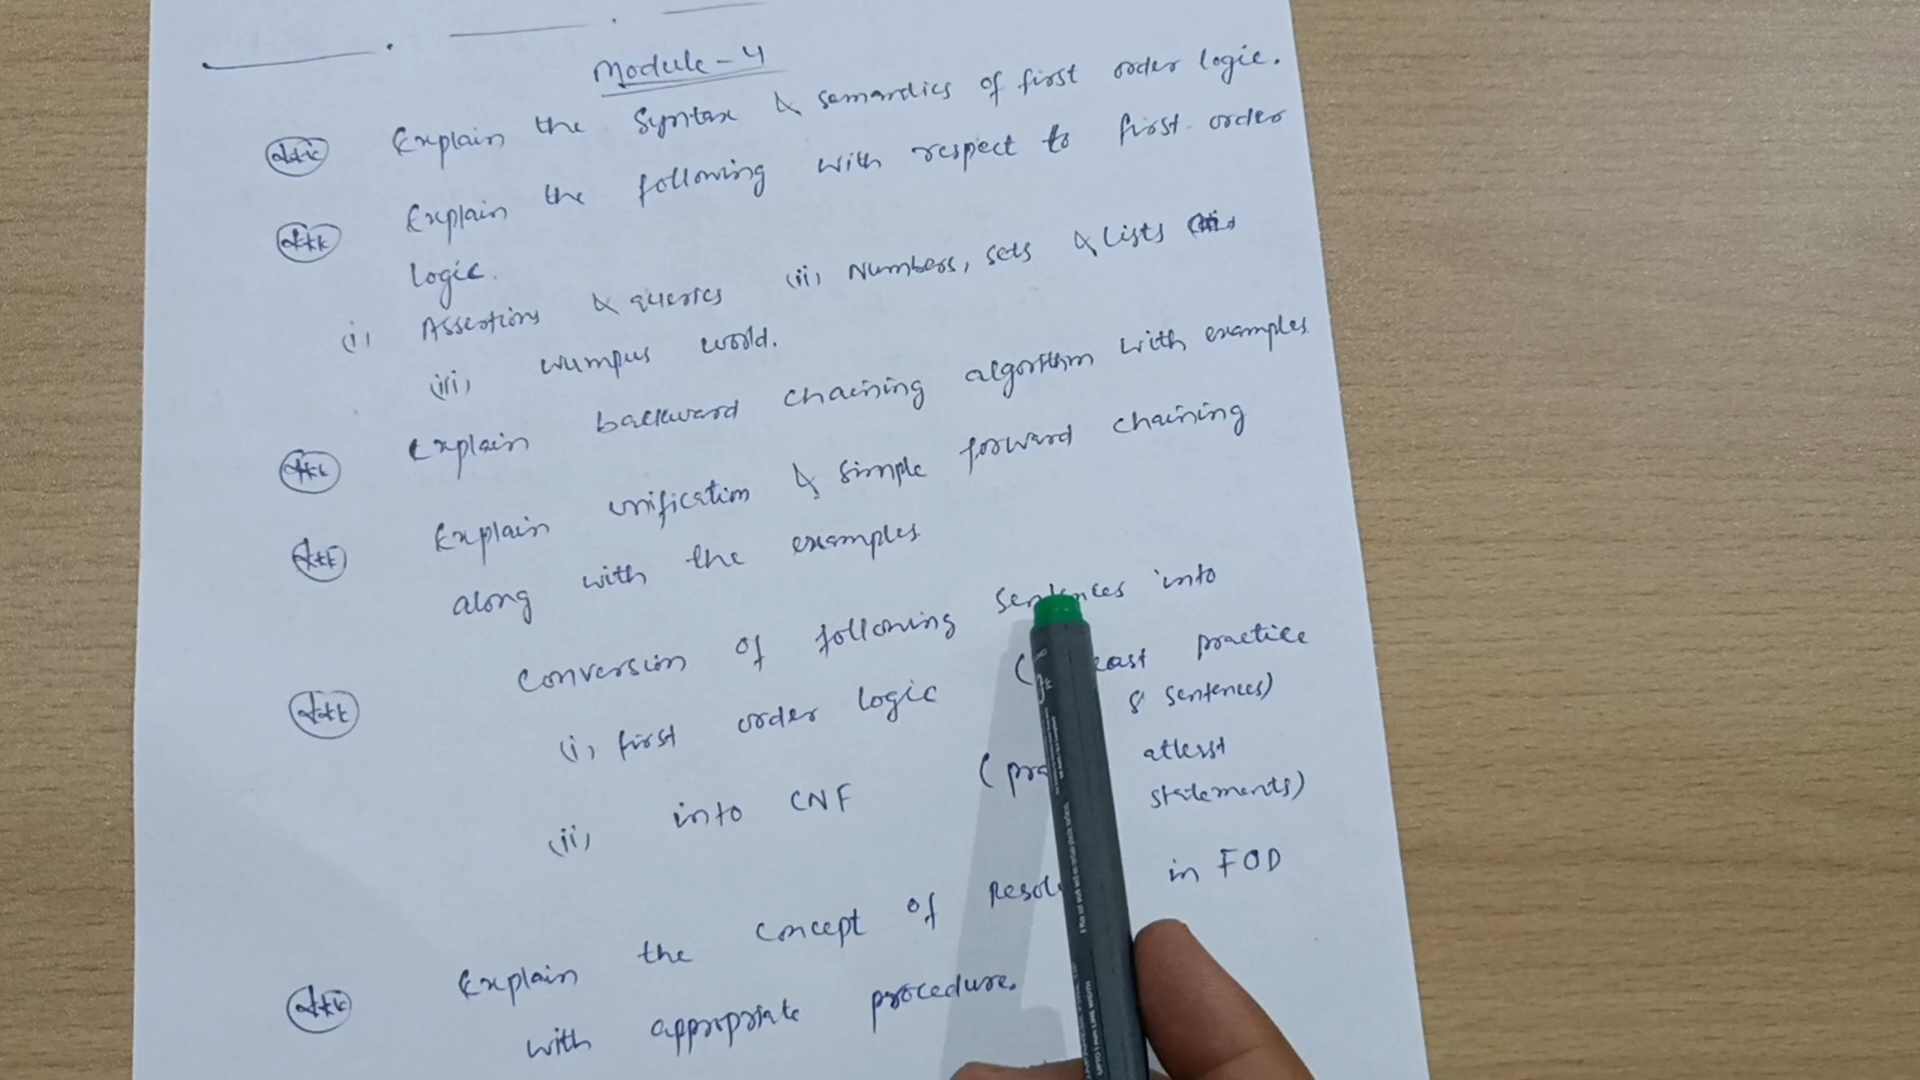 Module - 4
*** Explain the Syntax & semantics of first order logic.
*** Explain the following with respect to first order
logic.
(i) Assertions & queries (ii) Numbers, sets & Lists
(iii) wumpus world.
*** Explain backward chaining algorithm with examples
*** Explain unification & simple forward chaining
along with the examples
*** Conversion of following sentences into
(i) first order logic ( practice
8 sentences)
(ii) into CNF ( atlesst
statements)
*** Explain the concept of in FOD
with appropriate procedure.